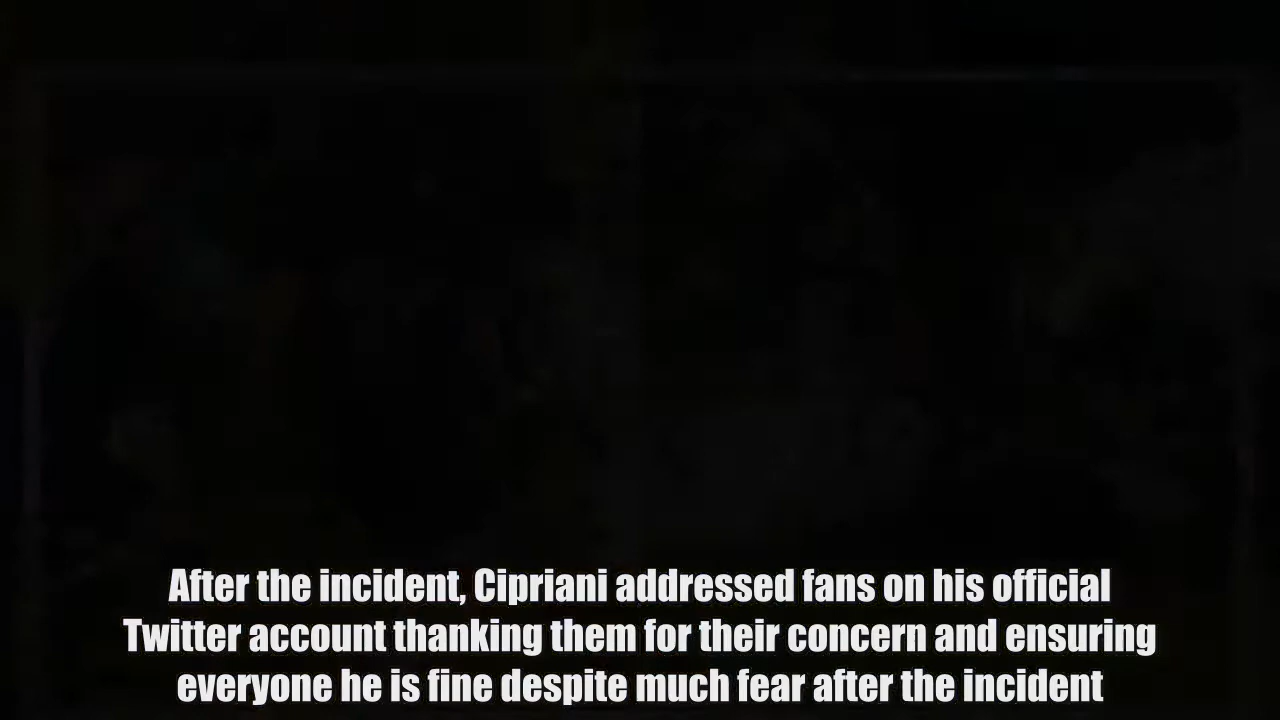 After the incident, Cipriani addressed fans on his official
Twitter account thanking them for their concern and ensuring
everyone he is fine despite much fear after the incident